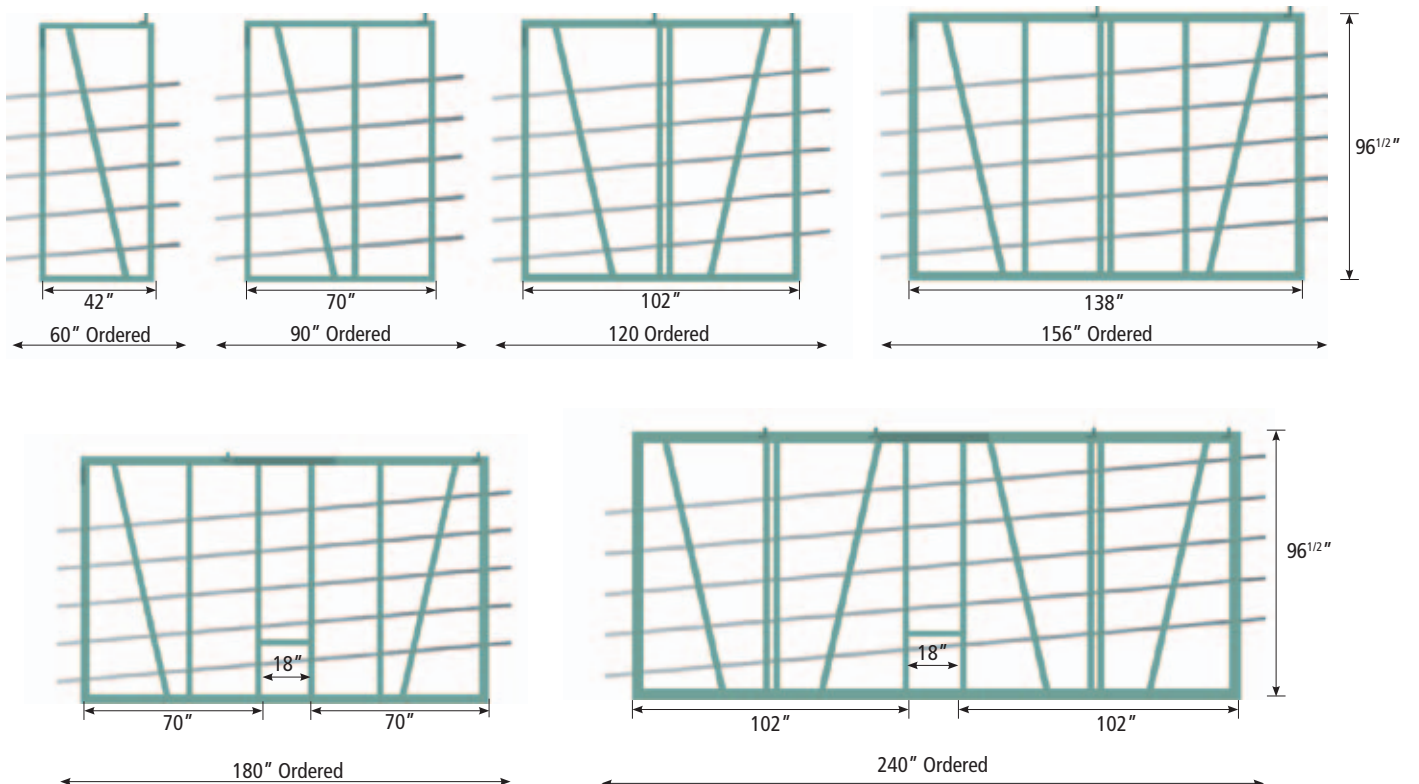 42″
60″ Ordered
70″
90″ Ordered
102″
120 Ordered
138″
156″ Ordered
96 1/2″
18″
70″
70″
180″ Ordered
18″
102″
102″
240″ Ordered
96 1/2″